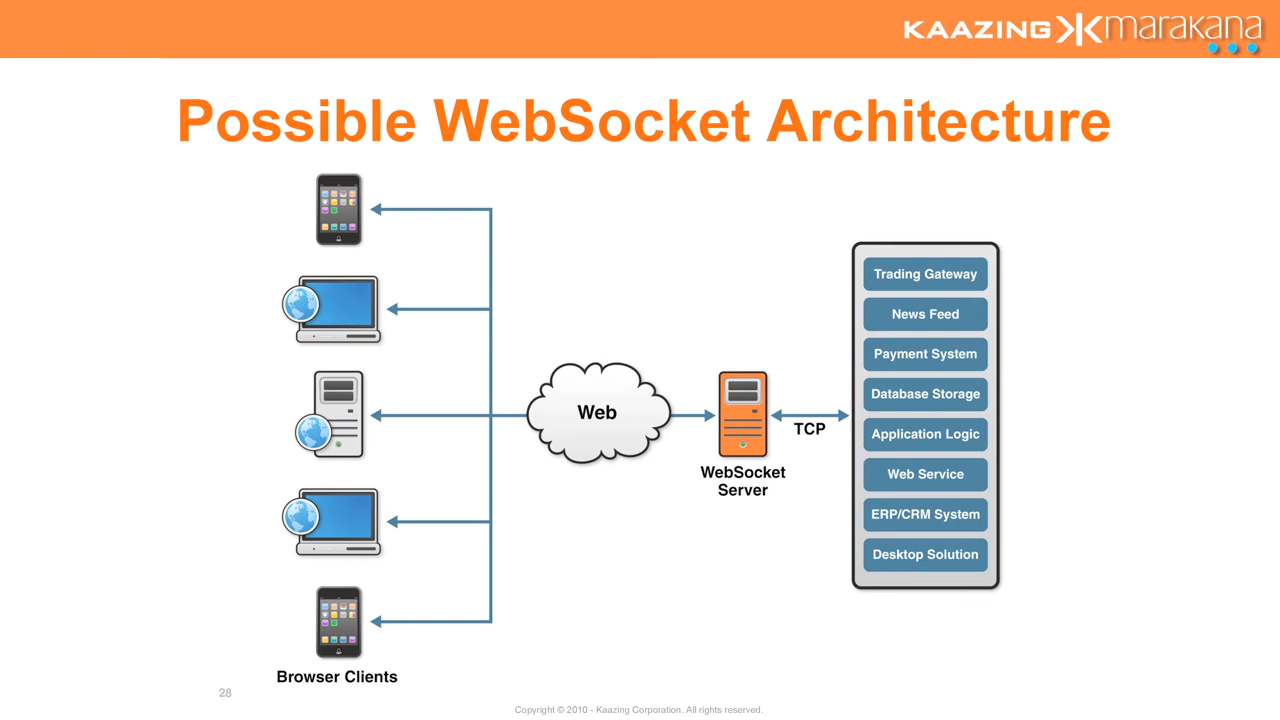 KAAZING marakana
Possible WebSocket Architecture
Web
WebSocket
Server
TCP
Trading Gateway
News Feed
Payment System
Database Storage
Application Logic
Web Service
ERP/CRM System
Desktop Solution
Browser Clients
28
Copyright © 2010 - Kaazing Corporation. All rights reserved.